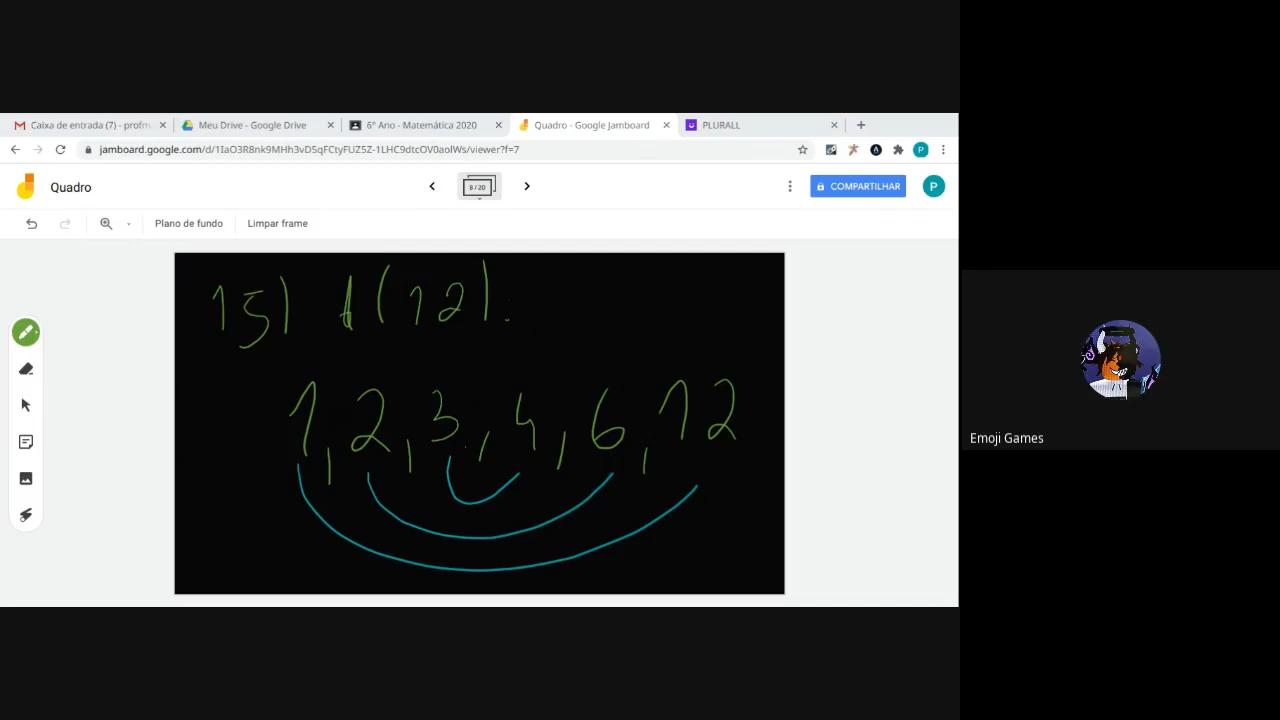 Caixa de entrada (7) - profm
Meu Drive - Google Drive
6º Ano - Matemática 2020
Quadro - Google Jamboard
PLURALL
jamboard.google.com/d/1IaO3R8nk9MHh3vD5qFCtyFUZ5Z-1LHC9dtcOV0aolWs/viewer?f=7
Quadro
8 / 20
COMPARTILHAR
P
Plano de fundo
Limpar frame
15) d(12).
1, 2, 3, 4, 6, 12
Emoji Games